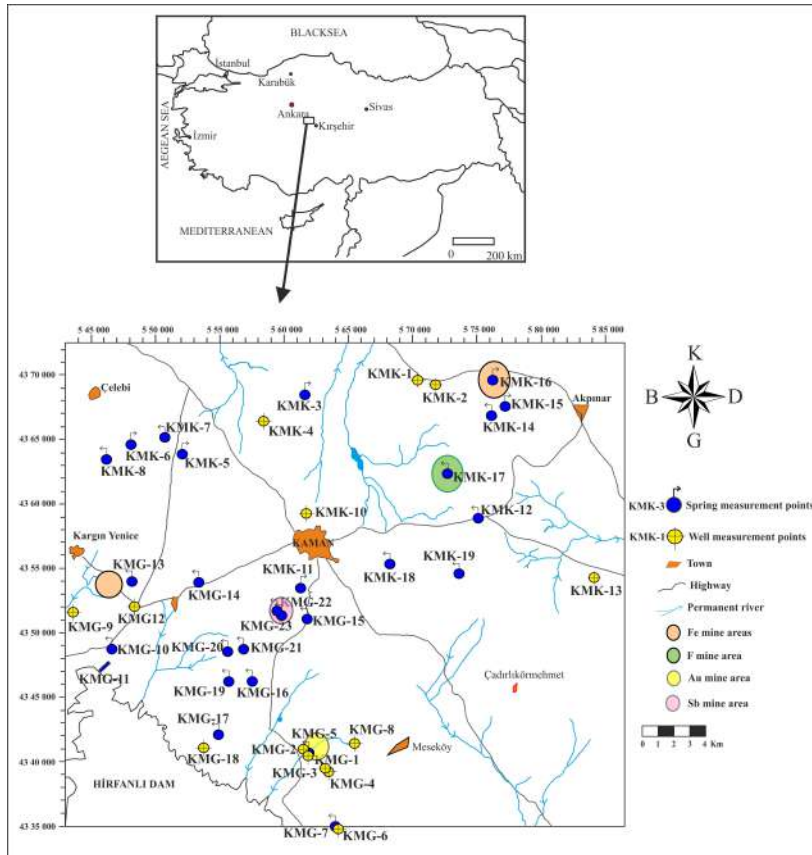 BLACKSEA
İstanbul
Karabük
Ankara
Sivas
Kırşehir
AEGEAN SEA
İzmir
MEDITERRANEAN
0 200 km
5 45 000 5 50 000 5 55 000 5 60 000 5 65 000 5 70 000 5 75 000 5 80 000 5 85 000
43 70 000
43 65 000
43 60 000
43 55 000
43 50 000
43 45 000
43 40 000
43 35 000
Çelebi
KMK-1
KMK-2
KMK-16
KMK-15
KMK-14
Akpınar
KMK-3
KMK-4
KMK-7
KMK-6
KMK-8
KMK-5
KMK-17
KMK-10
KMK-12
KAMAN
Kargın Yenice
KMG-13
KMG-14
KMK-11
KMK-18
KMK-19
KMK-13
KMG12
KMG-9
KMG-22
KMG-23
KMG-15
KMG-10
KMG-11
KMG-20
KMG-21
KMG-19
KMG-16
Çadırlıkörmehmet
KMG-17
KMG-18
KMG-5
KMG-8
KMG-2
KMG-1
KMG-3
KMG-4
Meseköy
HİRFANLI DAM
KMG-7
KMG-6
K
B D
G
KMK-3 Spring measurement points
KMK-1 Well measurement points
Town
Highway
Permanent river
Fe mine areas
F mine area
Au mine area
Sb mine area
0 1 2 3 4 Km